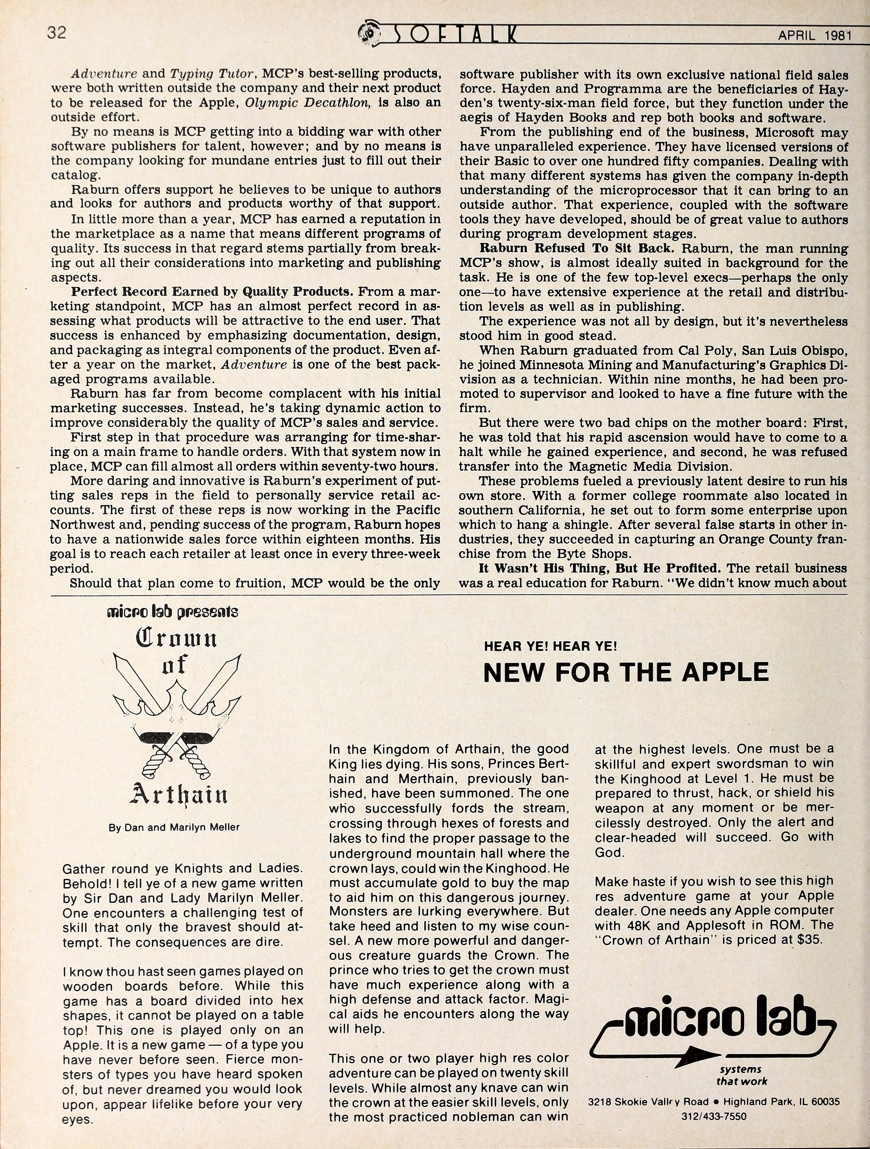 32
SOFTALK
APRIL 1981
Adventure and Typing Tutor, MCP's best-selling products,
were both written outside the company and their next product
to be released for the Apple, Olympic Decathlon, is also an
outside effort.
By no means is MCP getting into a bidding war with other
software publishers for talent, however; and by no means is
the company looking for mundane entries just to fill out their
catalog.
Raburn offers support he believes to be unique to authors
and looks for authors and products worthy of that support.
In little more than a year, MCP has earned a reputation in
the marketplace as a name that means different programs of
quality. Its success in that regard stems partially from break-
ing out all their considerations into marketing and publishing
aspects.
Perfect Record Earned by Quality Products. From a mar-
keting standpoint, MCP has an almost perfect record in as-
sessing what products will be attractive to the end user. That
success is enhanced by emphasizing documentation, design,
and packaging as integral components of the product. Even af-
ter a year on the market, Adventure is one of the best pack-
aged programs available.
Raburn has far from become complacent with his initial
marketing successes. Instead, he's taking dynamic action to
improve considerably the quality of MCP's sales and service.
First step in that procedure was arranging for time-shar-
ing on a main frame to handle orders. With that system now in
place, MCP can fill almost all orders within seventy-two hours.
More daring and innovative is Raburn's experiment of put-
ting sales reps in the field to personally service retail ac-
counts. The first of these reps is now working in the Pacific
Northwest and, pending success of the program, Raburn hopes
to have a nationwide sales force within eighteen months. His
goal is to reach each retailer at least once in every three-week
period.
Should that plan come to fruition, MCP would be the only
software publisher with its own exclusive national field sales
force. Hayden and Programma are the beneficiaries of Hay-
den's twenty-six-man field force, but they function under the
aegis of Hayden Books and rep both books and software.
From the publishing end of the business, Microsoft may
have unparalleled experience. They have licensed versions of
their Basic to over one hundred fifty companies. Dealing with
that many different systems has given the company in-depth
understanding of the microprocessor that it can bring to an
outside author. That experience, coupled with the software
tools they have developed, should be of great value to authors
during program development stages.
Raburn Refused To Sit Back. Raburn, the man running
MCP's show, is almost ideally suited in background for the
task. He is one of the few top-level execs—perhaps the only
one—to have extensive experience at the retail and distribu-
tion levels as well as in publishing.
The experience was not all by design, but it's nevertheless
stood him in good stead.
When Raburn graduated from Cal Poly, San Luis Obispo,
he joined Minnesota Mining and Manufacturing's Graphics Di-
vision as a technician. Within nine months, he had been pro-
moted to supervisor and looked to have a fine future with the
firm.
But there were two bad chips on the mother board: First,
he was told that his rapid ascension would have to come to a
halt while he gained experience, and second, he was refused
transfer into the Magnetic Media Division.
These problems fueled a previously latent desire to run his
own store. With a former college roommate also located in
southern California, he set out to form some enterprise upon
which to hang a shingle. After several false starts in other in-
dustries, they succeeded in capturing an Orange County fran-
chise from the Byte Shops.
It Wasn't His Thing, But He Profited. The retail business
was a real education for Raburn. "We didn't know much about
micro lab presents
Crown
of
Arthain
By Dan and Marilyn Meller
HEAR YE! HEAR YE!
NEW FOR THE APPLE
Gather round ye Knights and Ladies.
Behold! I tell ye of a new game written
by Sir Dan and Lady Marilyn Meller.
One encounters a challenging test of
skill that only the bravest should at-
tempt. The consequences are dire.
I know thou hast seen games played on
wooden boards before. While this
game has a board divided into hex
shapes, it cannot be played on a table
top! This one is played only on an
Apple. It is a new game — of a type you
have never before seen. Fierce mon-
sters of types you have heard spoken
of, but never dreamed you would look
upon, appear lifelike before your very
eyes.
In the Kingdom of Arthain, the good
King lies dying. His sons, Princes Bert-
hain and Merthain, previously ban-
ished, have been summoned. The one
who successfully fords the stream,
crossing through hexes of forests and
lakes to find the proper passage to the
underground mountain hall where the
crown lays, could win the Kinghood. He
must accumulate gold to buy the map
to aid him on this dangerous journey.
Monsters are lurking everywhere. But
take heed and listen to my wise coun-
sel. A new more powerful and danger-
ous creature guards the Crown. The
prince who tries to get the crown must
have much experience along with a
high defense and attack factor. Magi-
cal aids he encounters along the way
will help.
This one or two player high res color
adventure can be played on twenty skill
levels. While almost any knave can win
the crown at the easier skill levels, only
the most practiced nobleman can win
at the highest levels. One must be a
skillful and expert swordsman to win
the Kinghood at Level 1. He must be
prepared to thrust, hack, or shield his
weapon at any moment or be mer-
cilessly destroyed. Only the alert and
clear-headed will succeed. Go with
God.
Make haste if you wish to see this high
res adventure game at your Apple
dealer. One needs any Apple computer
with 48K and Applesoft in ROM. The
"Crown of Arthain" is priced at $35.
micro lab
systems
that work
3218 Skokie Valley Road • Highland Park, IL 60035
312/433-7550